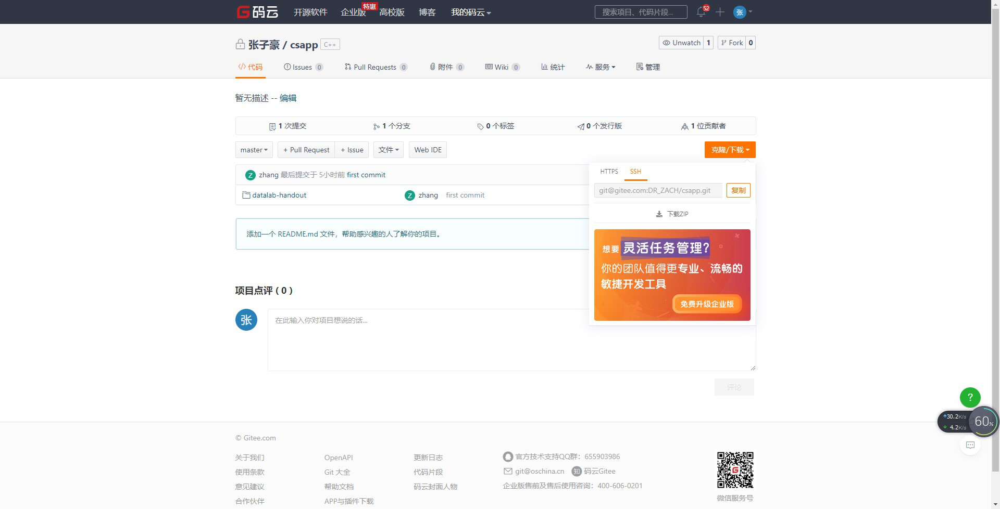 G 码云 开源软件 企业版 特惠 高校版 博客 我的码云 搜索项目、代码片段... 52 张
张子豪 / csapp C++ Unwatch 1 Fork 0
代码 Issues 0 Pull Requests 0 附件 0 Wiki 0 统计 服务 管理
暂无描述 -- 编辑
1 次提交 1 个分支 0 个标签 0 个发行版 1 位贡献者
master + Pull Request + Issue 文件 Web IDE 克隆/下载
Z zhang 最后提交于 5小时前 first commit
HTTPS SSH
git@gitee.com:DR_ZACH/csapp.git 复制
datalab-handout Z zhang first commit
下载ZIP
添加一个 README.md 文件，帮助感兴趣的人了解你的项目。
想要 灵活任务管理?
你的团队值得更专业、流畅的
敏捷开发工具
免费升级企业版
项目点评 ( 0 )
张 在此输入你对项目想说的话...
评论
?
30.2K/s
4.2K/s
60%
© Gitee.com
关于我们 OpenAPI 更新日志 官方技术支持QQ群：655903986
使用条款 Git 大全 代码片段 git@oschina.cn 知 码云Gitee
意见建议 帮助文档 码云封面人物 企业版售前及售后使用咨询：400-606-0201
合作伙伴 APP与插件下载 微信服务号